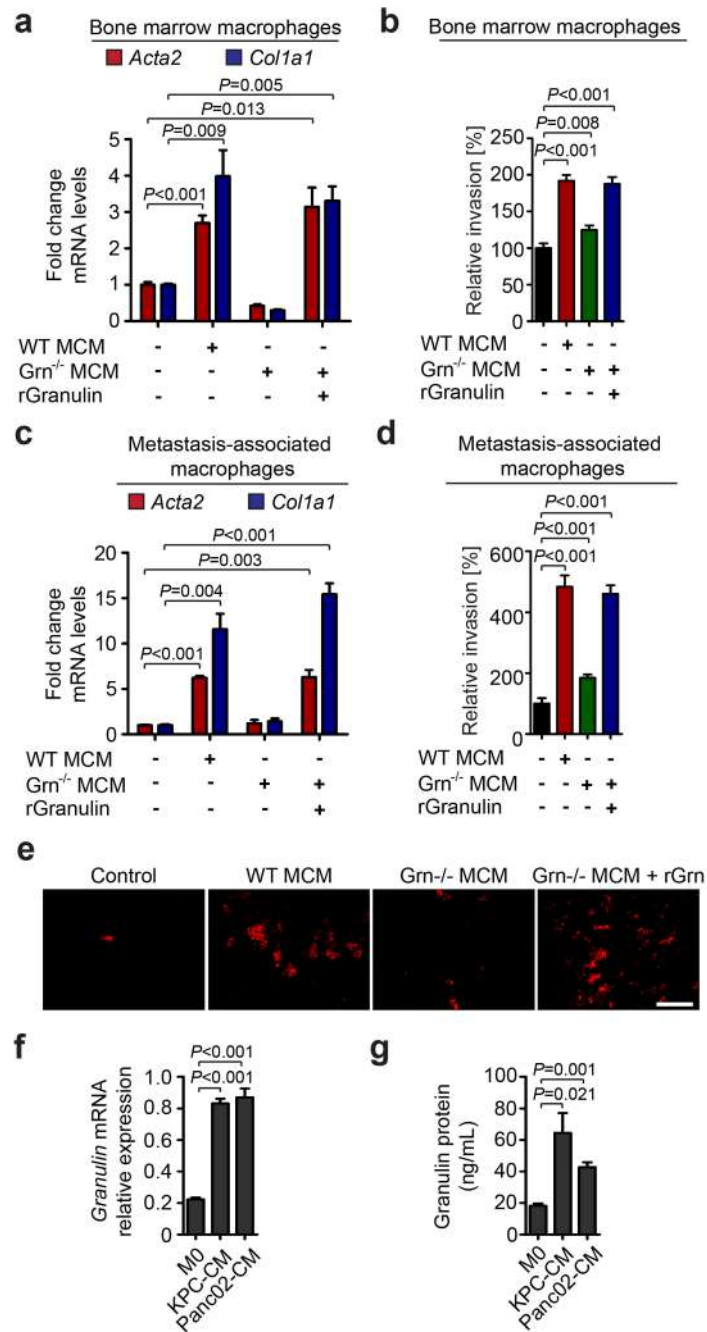 a
Bone marrow macrophages
Acta2 Col1a1
P=0.005
P=0.013
P=0.009
P<0.001
Fold change
mRNA levels
5
4
3
2
1
0
WT MCM - + - -
Grn-/- MCM - - + +
rGranulin - - - +
b
Bone marrow macrophages
P<0.001
P=0.008
P<0.001
Relative invasion [%]
250
200
150
100
50
0
WT MCM - + - -
Grn-/- MCM - - + +
rGranulin - - - +
c
Metastasis-associated
macrophages
Acta2 Col1a1
P<0.001
P=0.003
P=0.004
P<0.001
Fold change
mRNA levels
20
15
10
5
0
WT MCM - + - -
Grn-/- MCM - - + +
rGranulin - - - +
d
Metastasis-associated
macrophages
P<0.001
P<0.001
P<0.001
Relative invasion [%]
600
400
200
0
WT MCM - + - -
Grn-/- MCM - - + +
rGranulin - - - +
e
Control WT MCM Grn-/- MCM Grn-/- MCM + rGrn
f
P<0.001
P<0.001
Granulin mRNA
relative expression
1.0
0.8
0.6
0.4
0.2
0
M0
KPC-CM
Panc02-CM
g
P=0.001
P=0.021
Granulin protein
(ng/mL)
100
80
60
40
20
0
M0
KPC-CM
Panc02-CM